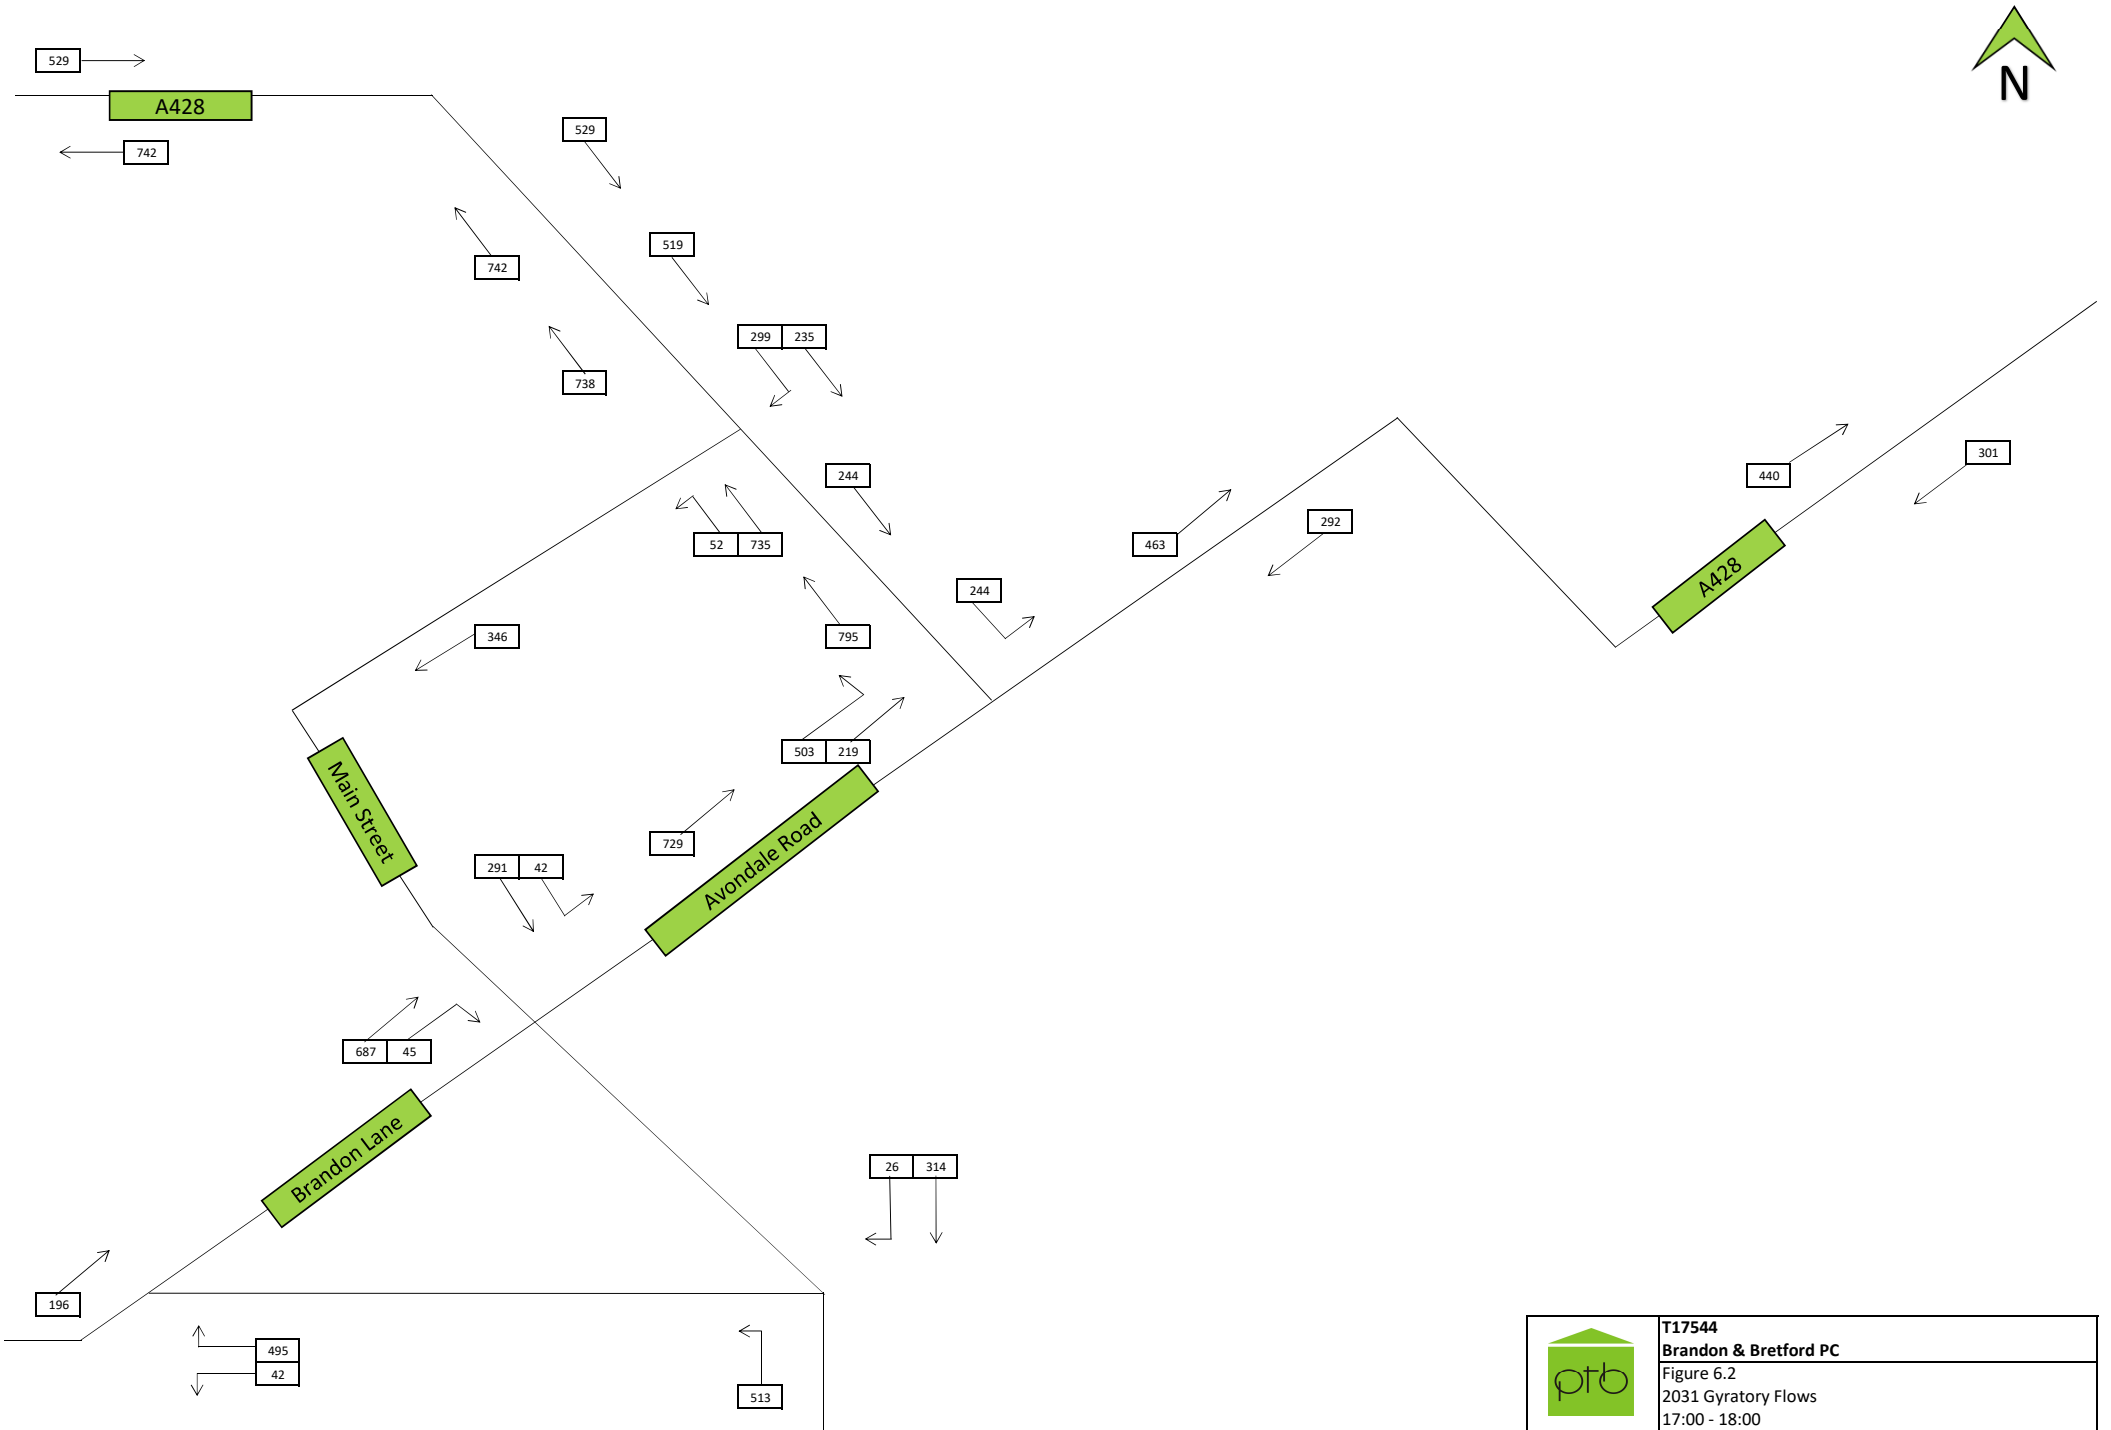 529
A428
742
N
529
519
742
299 235
738
244
440
301
52 735
463
292
A428
244
346
795
503 219
Main Street
729
Avondale Road
291 42
687 45
Brandon Lane
26 314
196
495
42
513
ptb
T17544
Brandon & Bretford PC
Figure 6.2
2031 Gyratory Flows
17:00 - 18:00